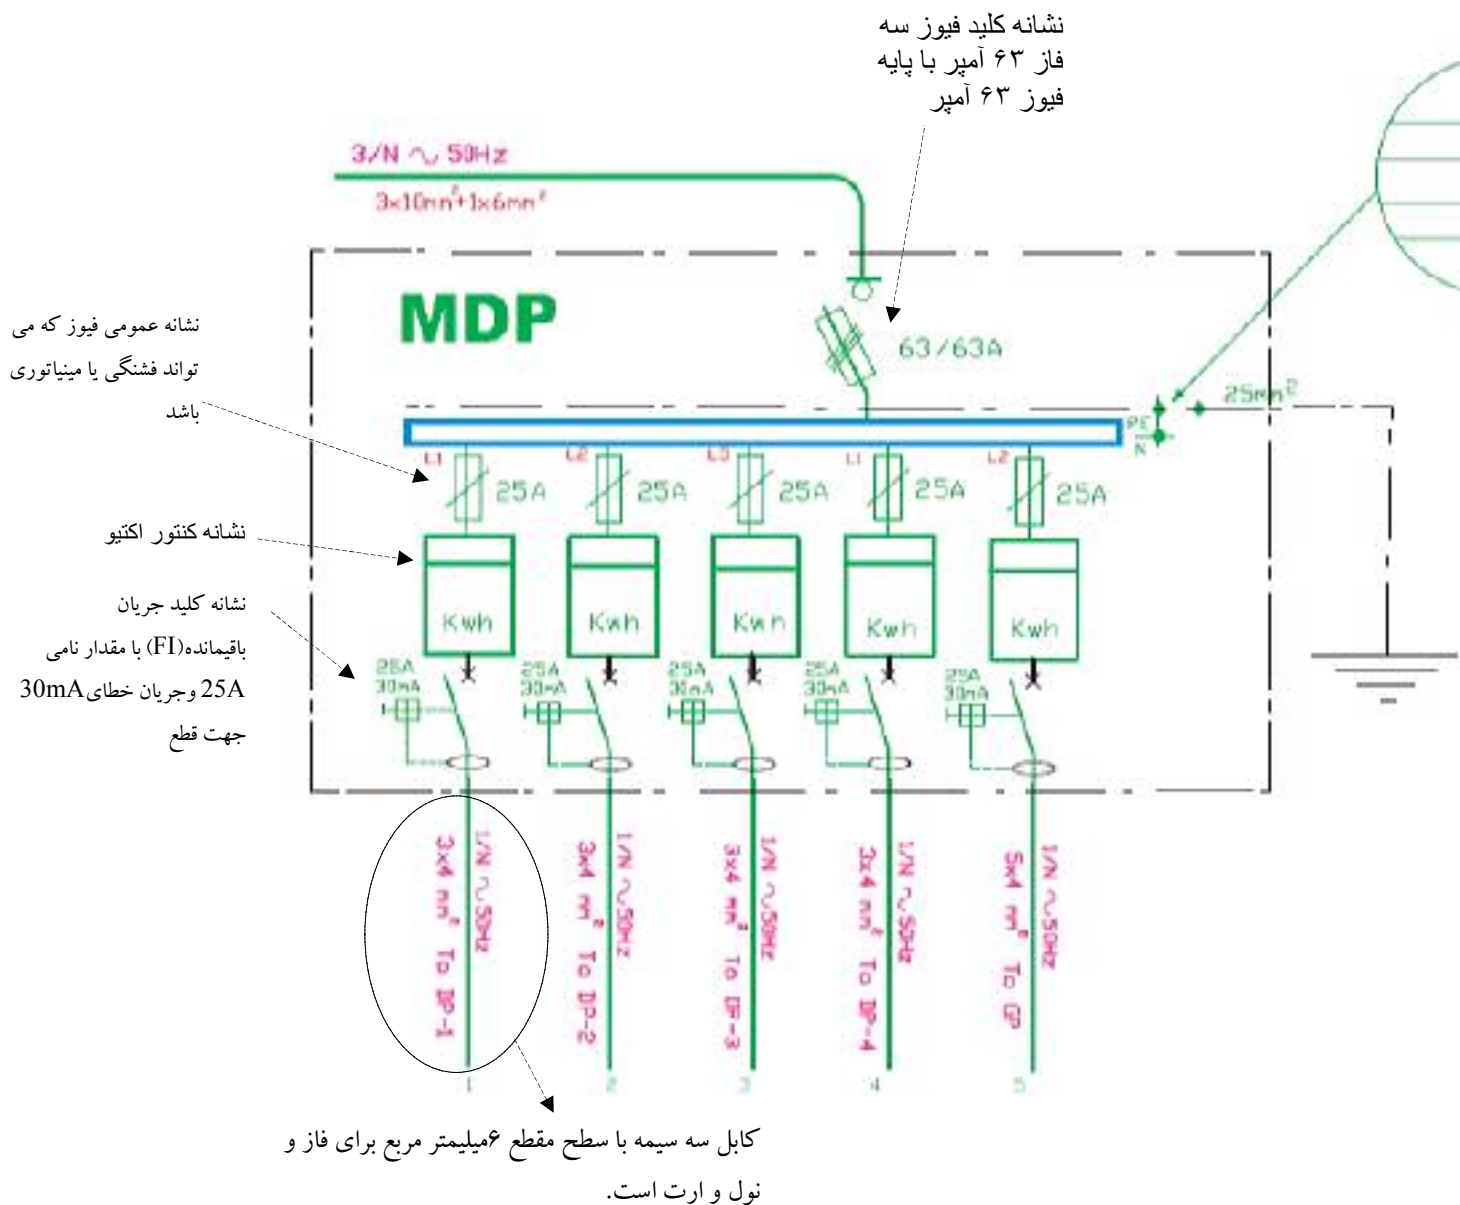 نشانه کلید فیوز سه
فاز ۶۳ آمپر با پایه
فیوز ۶۳ آمپر
3/N ∿ 50Hz
3x10mm²+1x6mm²
MDP
63/63A
نشانه عمومی فیوز که می
تواند فشنگی یا مینیاتوری
باشد
25mm²
PE
N
L1
L2
L3
L1
L2
25A
25A
25A
25A
25A
نشانه کنتور اکتیو
Kwh
Kwh
Kwh
Kwh
Kwh
نشانه کلید جریان
باقیمانده(FI) با مقدار نامی
25A وجریان خطای30mA
جهت قطع
25A
30mA
25A
30mA
25A
30mA
25A
30mA
25A
30mA
1/N ∿50Hz
3x4 mm² To DP-1
1/N ∿50Hz
3x4 mm² To DP-2
1/N ∿50Hz
3x4 mm² To DP-3
1/N ∿50Hz
3x4 mm² To DP-4
1/N ∿50Hz
5x4 mm² To GP
1
2
3
4
5
کابل سه سیمه با سطح مقطع ۶میلیمتر مربع برای فاز و
نول و ارت است.